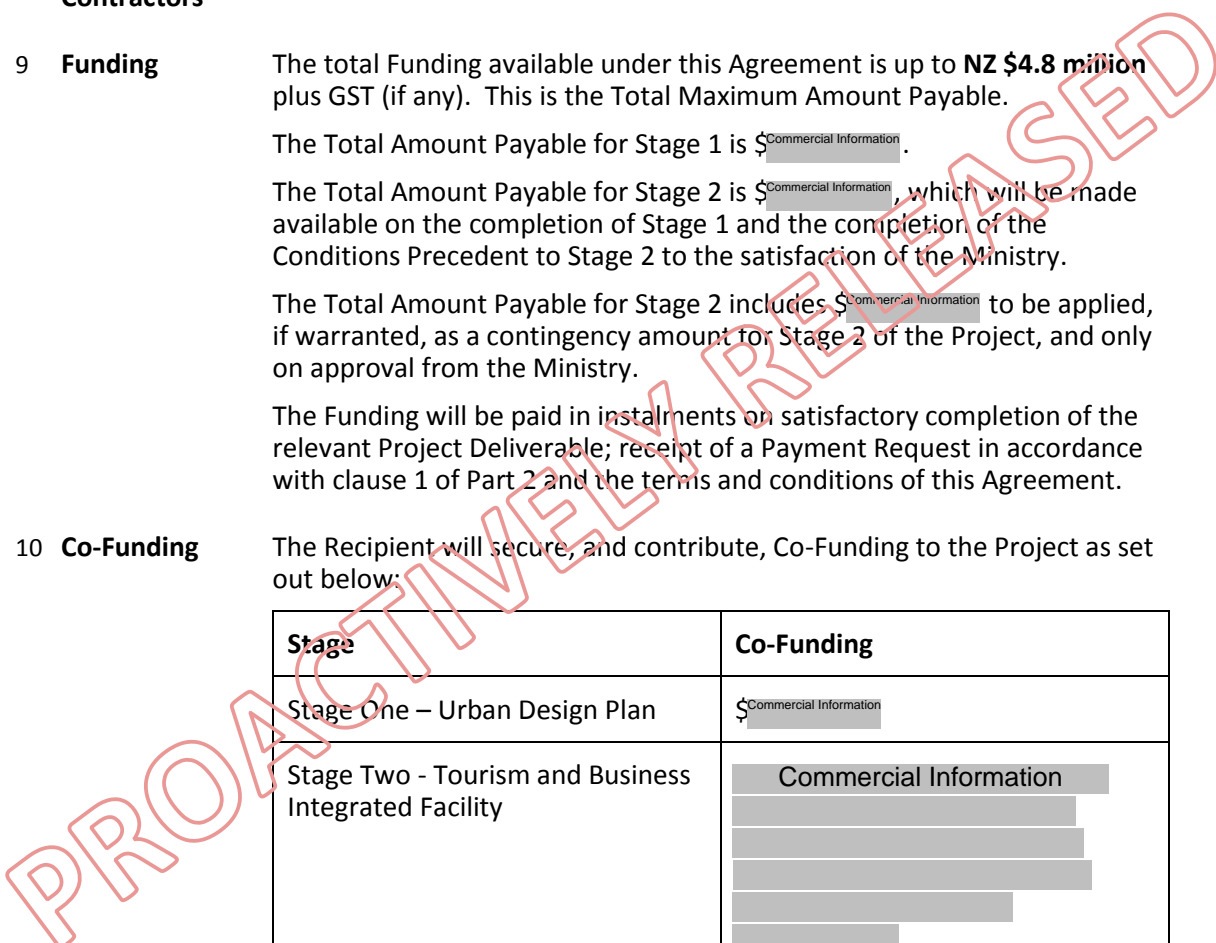 Contractors
9 Funding The total Funding available under this Agreement is up to NZ $4.8 million
plus GST (if any). This is the Total Maximum Amount Payable.
The Total Amount Payable for Stage 1 is $Commercial Information.
The Total Amount Payable for Stage 2 is $Commercial Information, which will be made
available on the completion of Stage 1 and the completion of the
Conditions Precedent to Stage 2 to the satisfaction of the Ministry.
The Total Amount Payable for Stage 2 includes $Commercial Information to be applied,
if warranted, as a contingency amount for Stage 2 of the Project, and only
on approval from the Ministry.
The Funding will be paid in instalments on satisfactory completion of the
relevant Project Deliverable; receipt of a Payment Request in accordance
with clause 1 of Part 2 and the terms and conditions of this Agreement.
10 Co-Funding The Recipient will secure, and contribute, Co-Funding to the Project as set
out below:
Stage Co-Funding
Stage One – Urban Design Plan $Commercial Information
Stage Two - Tourism and Business Commercial Information
Integrated Facility
PROACTIVELY RELEASED